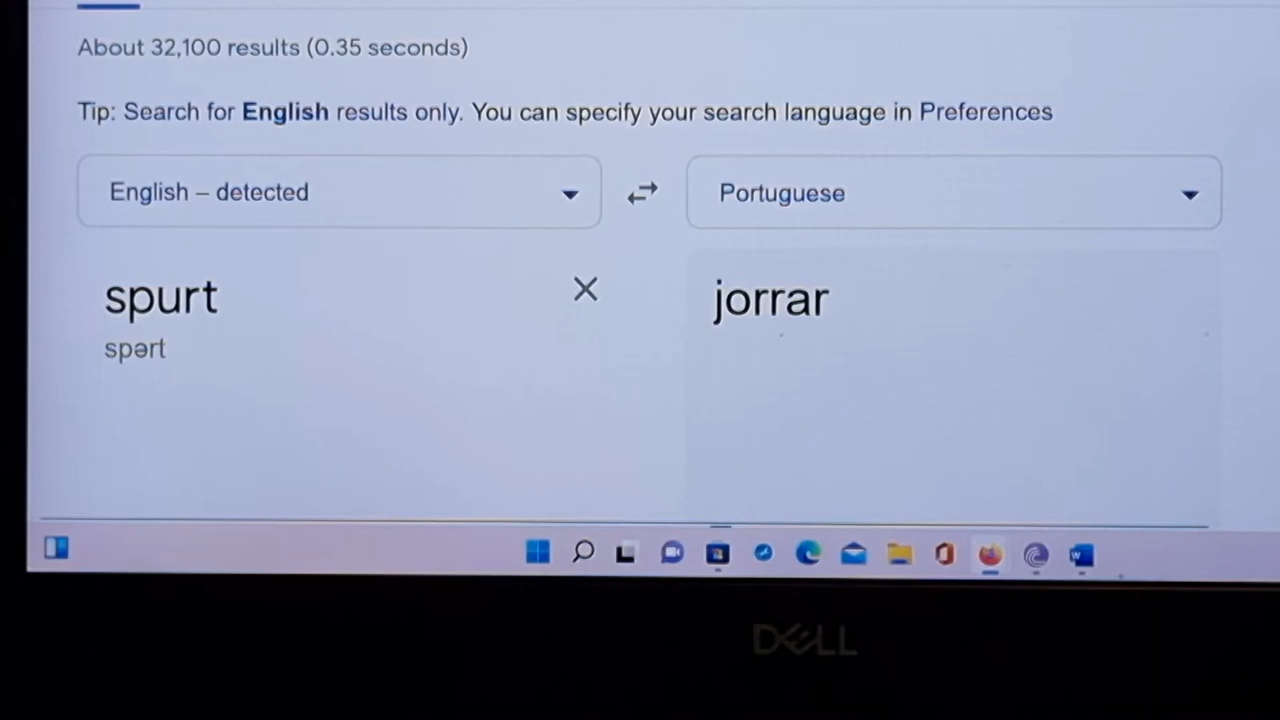 About 32,100 results (0.35 seconds)
Tip: Search for English results only. You can specify your search language in Preferences
English – detected
Portuguese
spurt
jorrar
spərt
DELL